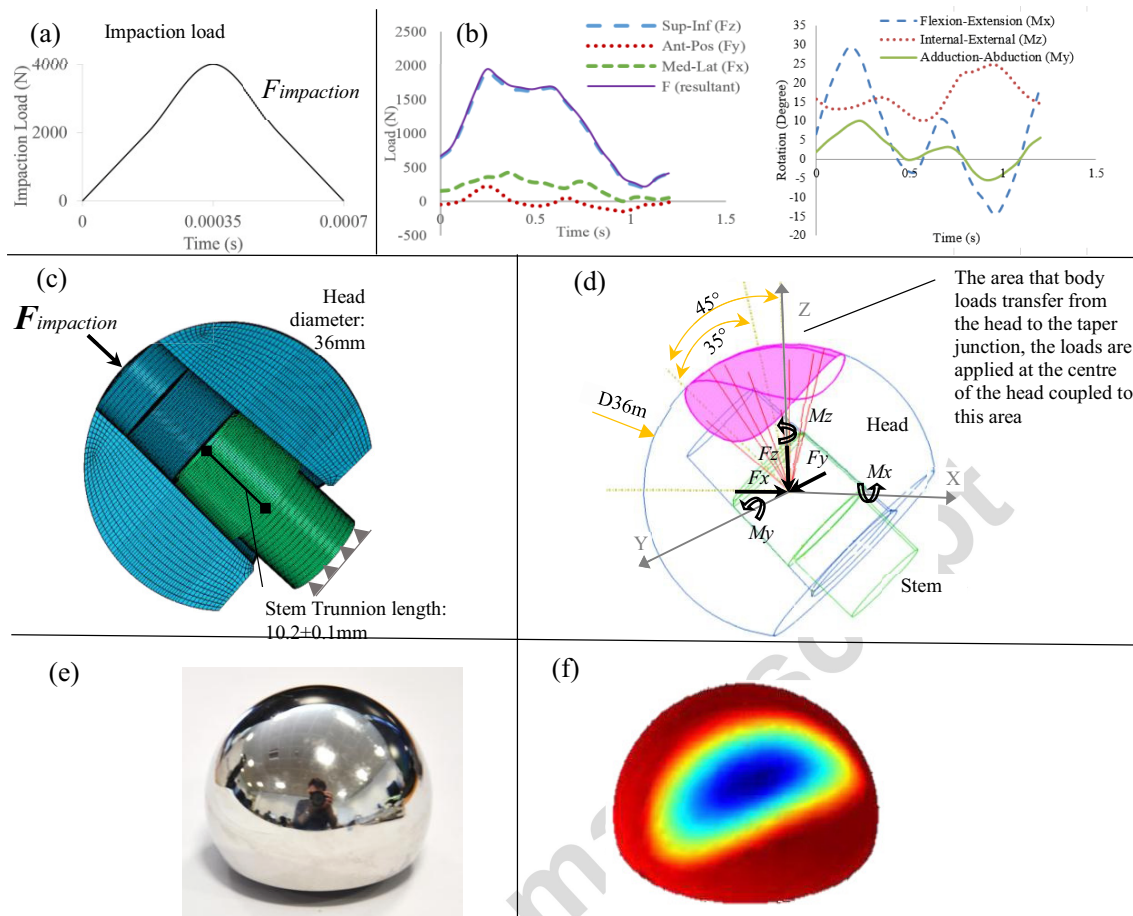 (a)
Impaction load
Impaction Load (N)
4000
2000
0
F impaction
0
0.00035
0.0007
Time (s)
(b)
Sup-Inf (Fz)
Ant-Pos (Fy)
Med-Lat (Fx)
F (resultant)
Load (N)
2500
2000
1500
1000
500
0
-500
0
0.5
1
1.5
Time (s)
Flexion-Extension (Mx)
Internal-External (Mz)
Adduction-Abduction (My)
Rotation (Degree)
35
30
25
20
15
10
5
0
-5
-10
-15
-20
0
0.5
1
1.5
Time (s)
(c)
F impaction
Head
diameter:
36mm
Stem Trunnion length:
10.2±0.1mm
(d)
45°
35°
Z
The area that body
loads transfer from
the head to the taper
junction, the loads are
applied at the centre
of the head coupled to
this area
D36m
Mz
Head
Fz
Fy
Fx
Mx
X
My
Y
Stem
(e)
(f)